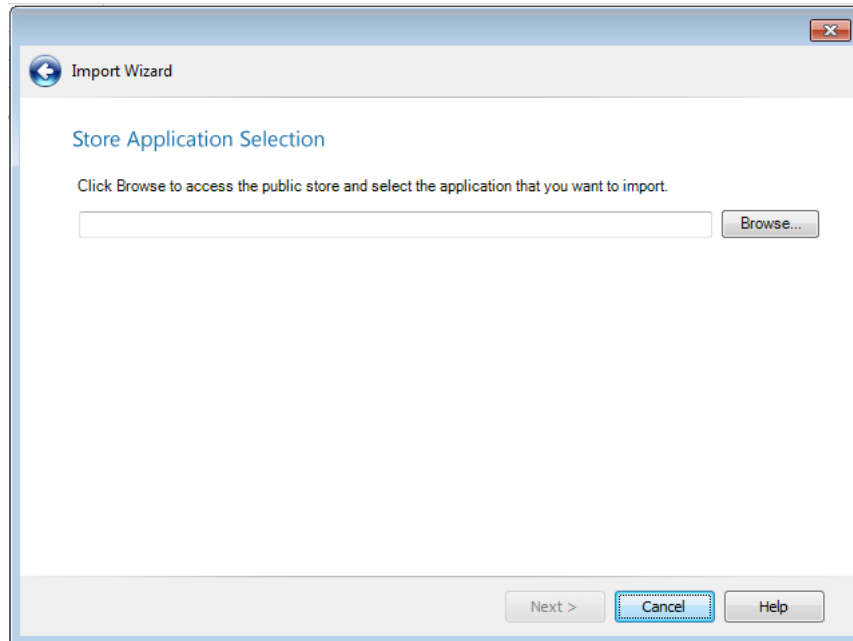 Import Wizard
Store Application Selection
Click Browse to access the public store and select the application that you want to import.
Browse...
Next >
Cancel
Help